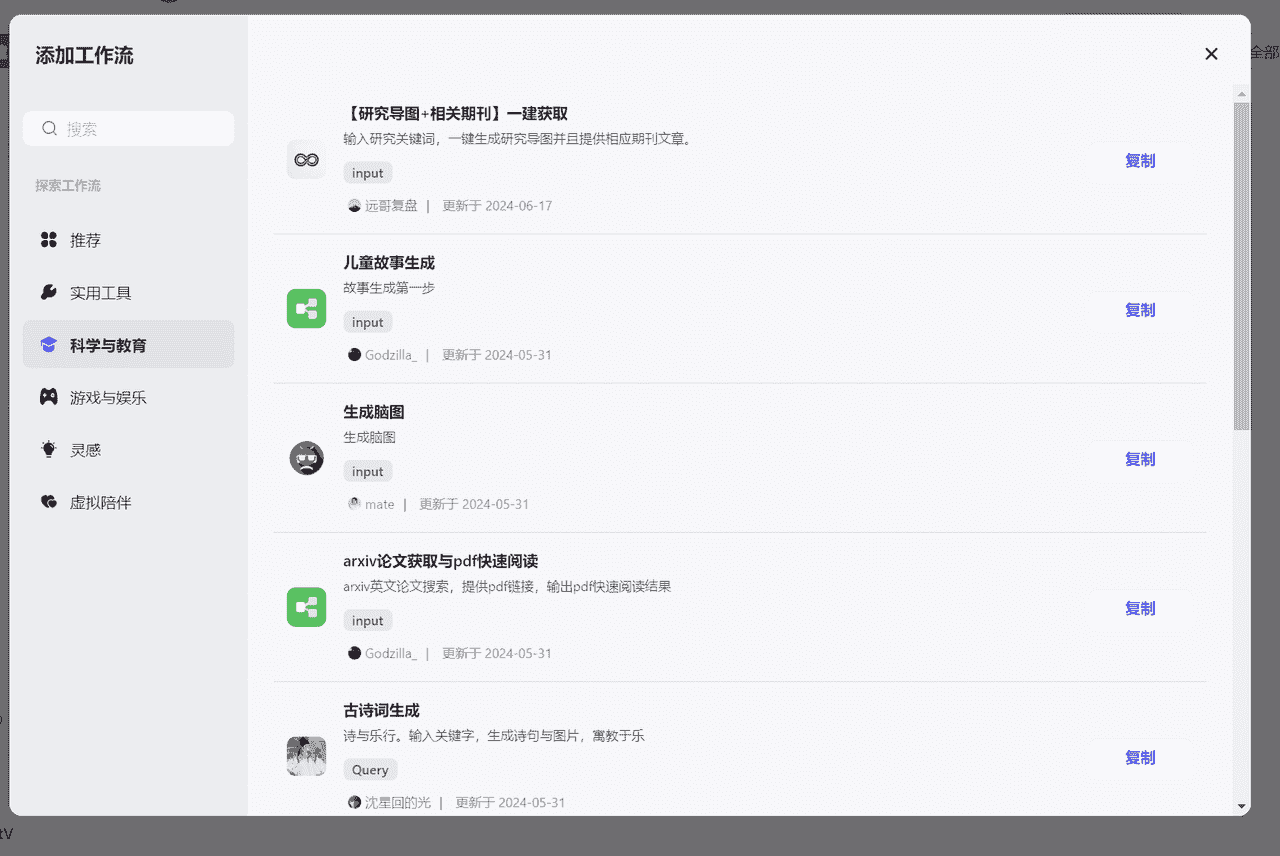 添加工作流
搜索
探索工作流
推荐
实用工具
科学与教育
游戏与娱乐
灵感
虚拟陪伴
【研究导图+相关期刊】一建获取
输入研究关键词，一键生成研究导图并且提供相应期刊文章。
input
远哥复盘 | 更新于 2024-06-17
复制
儿童故事生成
故事生成第一步
input
Godzilla_ | 更新于 2024-05-31
复制
生成脑图
生成脑图
input
mate | 更新于 2024-05-31
复制
arxiv论文获取与pdf快速阅读
arxiv英文论文搜索，提供pdf链接，输出pdf快速阅读结果
input
Godzilla_ | 更新于 2024-05-31
复制
古诗词生成
诗与乐行。输入关键字，生成诗句与图片，寓教于乐
Query
沈星回的光 | 更新于 2024-05-31
复制
全部
tV